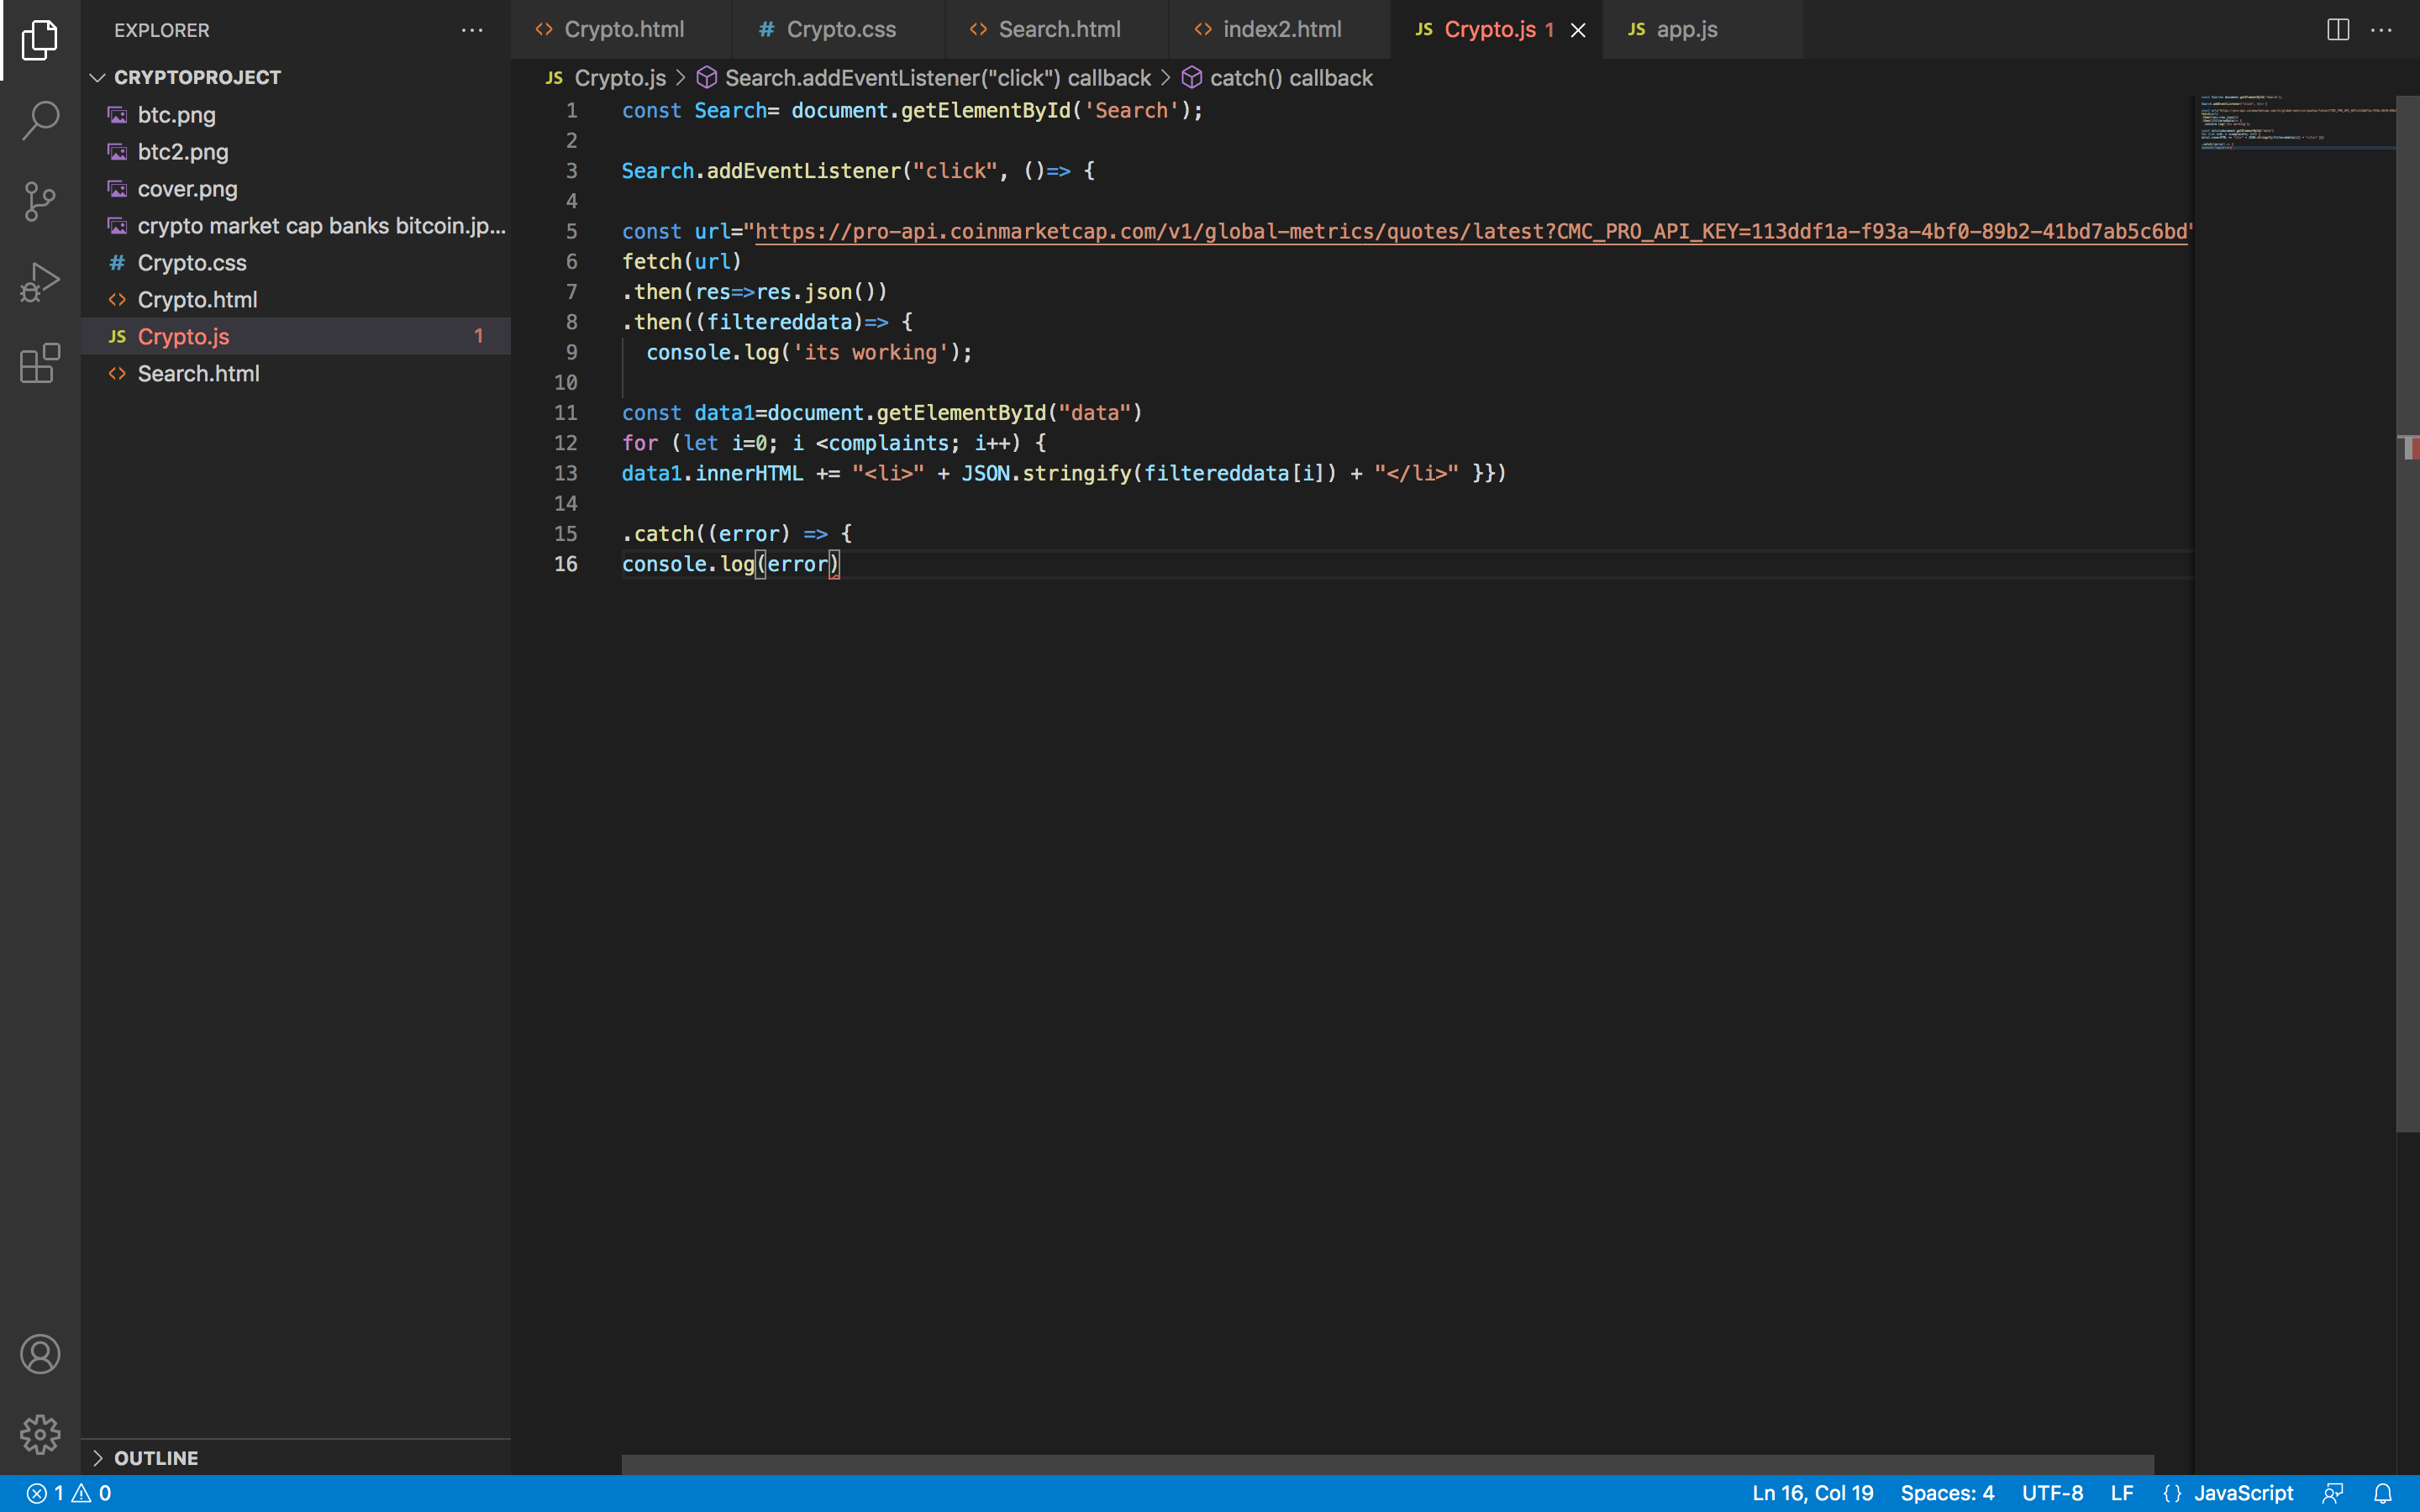 EXPLORER
CRYPTOPROJECT
btc.png
btc2.png
cover.png
crypto market cap banks bitcoin.jp...
# Crypto.css
<> Crypto.html
JS Crypto.js 1
<> Search.html
OUTLINE
<> Crypto.html # Crypto.css <> Search.html <> index2.html JS Crypto.js 1 JS app.js
JS Crypto.js > Search.addEventListener("click") callback > catch() callback
1 const Search= document.getElementById('Search');
2
3 Search.addEventListener("click", ()=> {
4
5 const url="https://pro-api.coinmarketcap.com/v1/global-metrics/quotes/latest?CMC_PRO_API_KEY=113ddf1a-f93a-4bf0-89b2-41bd7ab5c6bd"
6 fetch(url)
7 .then(res=>res.json())
8 .then((filtereddata)=> {
9 console.log('its working');
10
11 const data1=document.getElementById("data")
12 for (let i=0; i <complaints; i++) {
13 data1.innerHTML += "<li>" + JSON.stringify(filtereddata[i]) + "</li>" }})
14
15 .catch((error) => {
16 console.log(error)
1 0
Ln 16, Col 19 Spaces: 4 UTF-8 LF {} JavaScript